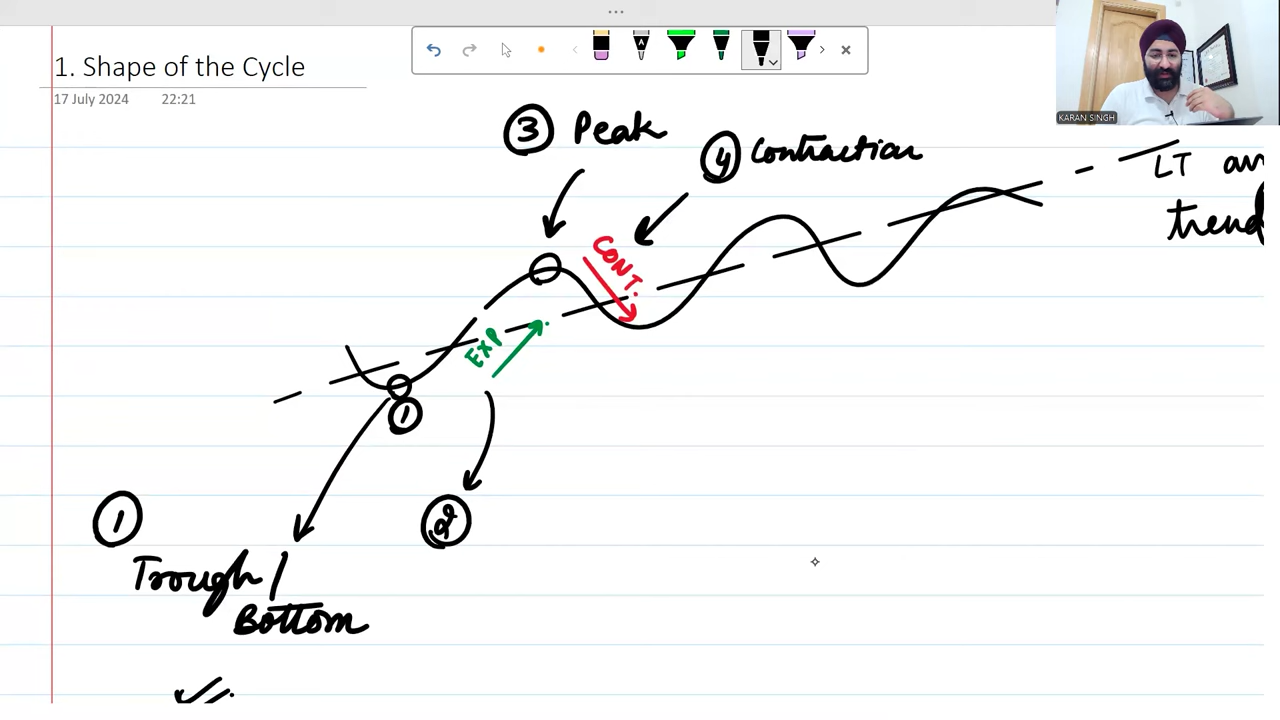 1. Shape of the Cycle
17 July 2024 22:21
KARAN SINGH
3 Peak
4 Contraction
LT
trend
CONT.
EXP
1
1
2
Trough /
Bottom